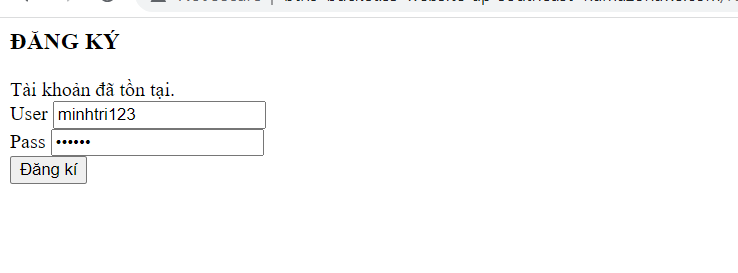 ĐĂNG KÝ
Tài khoản đã tồn tại.
User minhtri123
Pass ••••••
Đăng kí